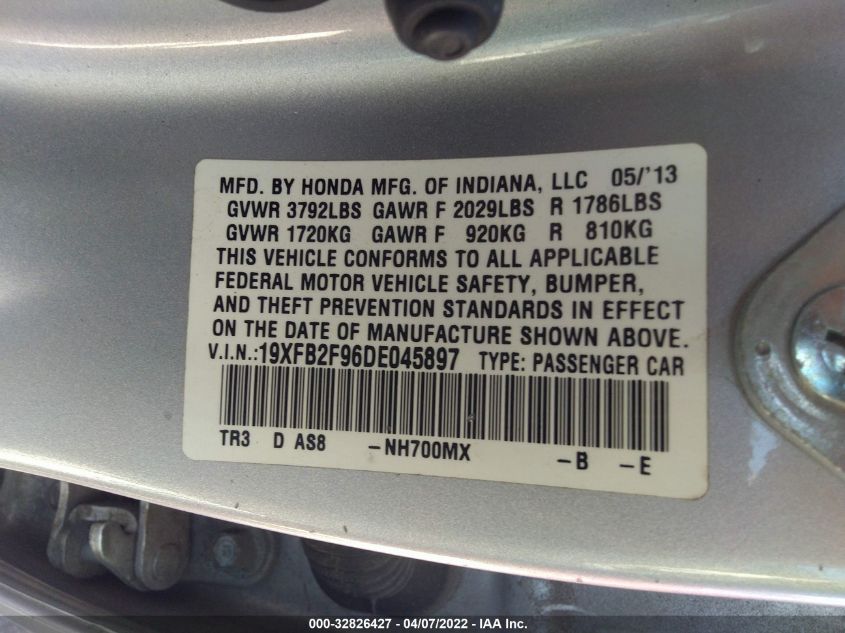 MFD. BY HONDA MFG. OF INDIANA, LLC 05/'13
GVWR 3792LBS GAWR F 2029LBS R 1786LBS
GVWR 1720KG GAWR F 920KG R 810KG
THIS VEHICLE CONFORMS TO ALL APPLICABLE
FEDERAL MOTOR VEHICLE SAFETY, BUMPER,
AND THEFT PREVENTION STANDARDS IN EFFECT
ON THE DATE OF MANUFACTURE SHOWN ABOVE.
V.I.N.:19XFB2F96DE045897 TYPE: PASSENGER CAR
TR3 D AS8 -NH700MX -B -E
000-32826427 - 04/07/2022 - IAA Inc.